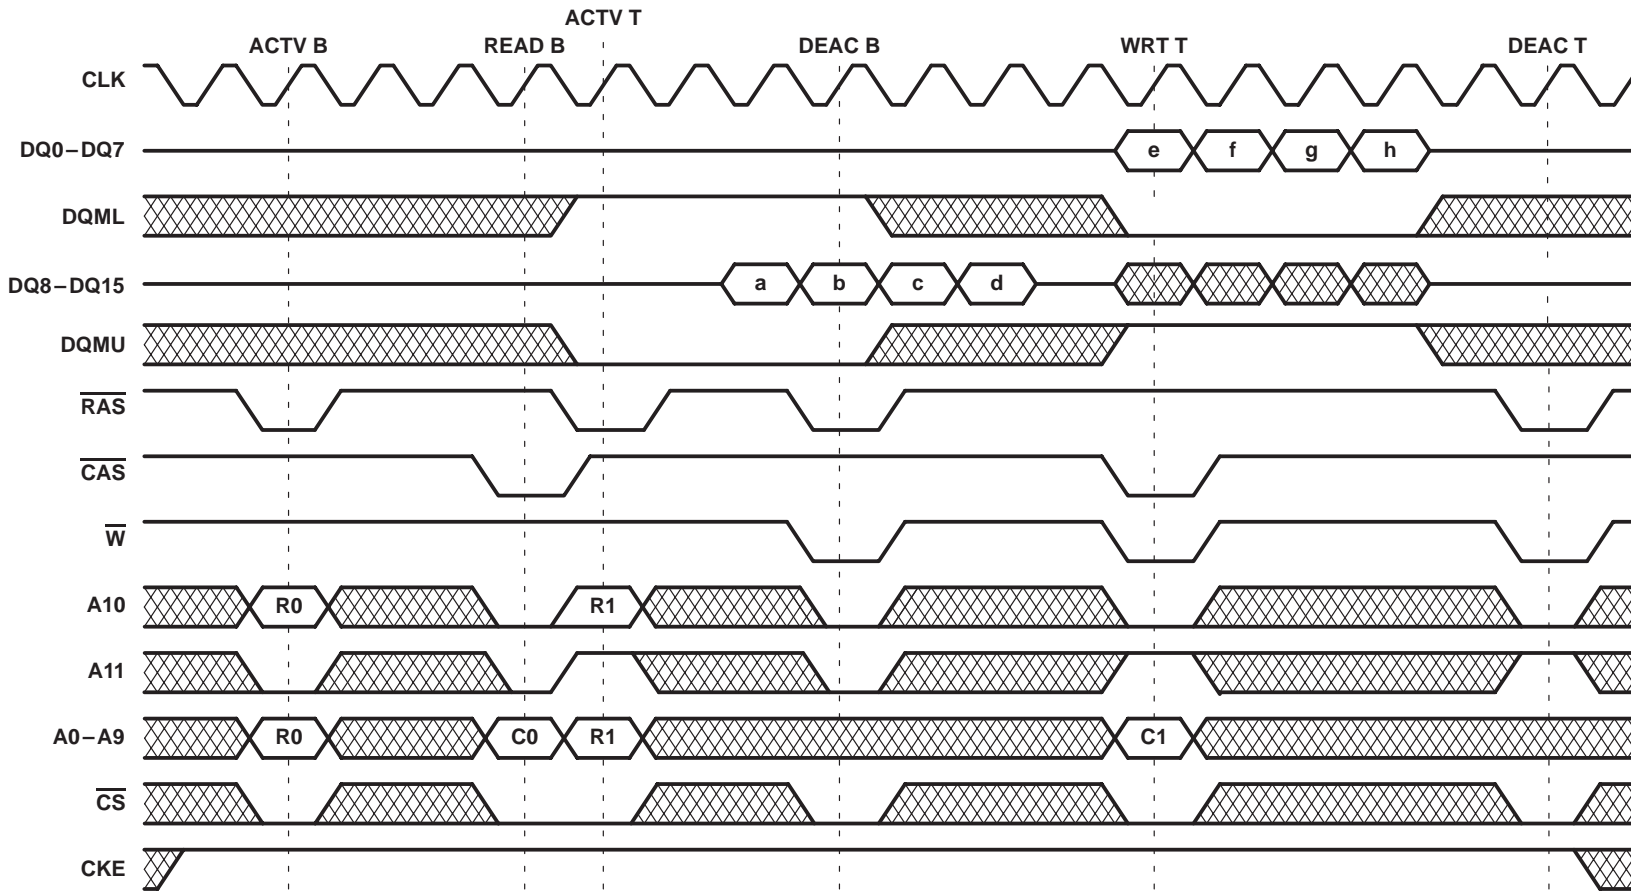 ACTV T
ACTV B READ B DEAC B WRT T DEAC T
CLK
DQ0–DQ7 e f g h
DQML
DQ8–DQ15 a b c d
DQMU
RAS
CAS
W
A10 R0 R1
A11
A0–A9 R0 C0 R1 C1
CS
CKE